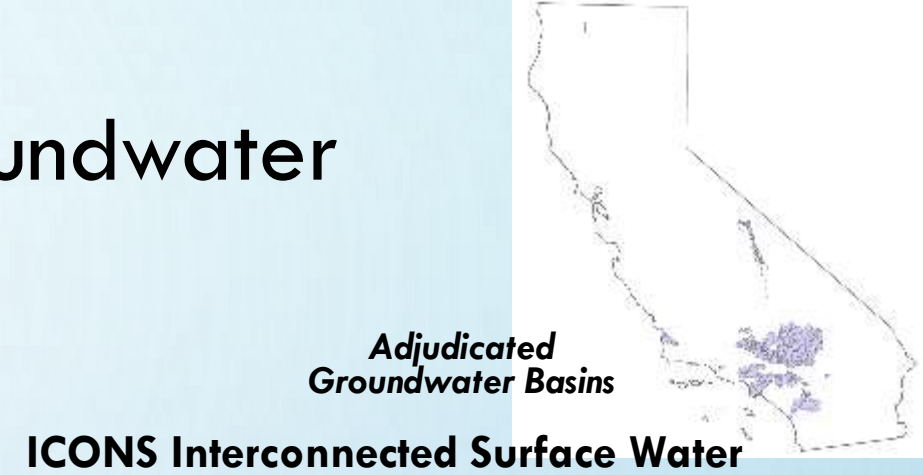 undwater
Adjudicated
Groundwater Basins
ICONS Interconnected Surface Water